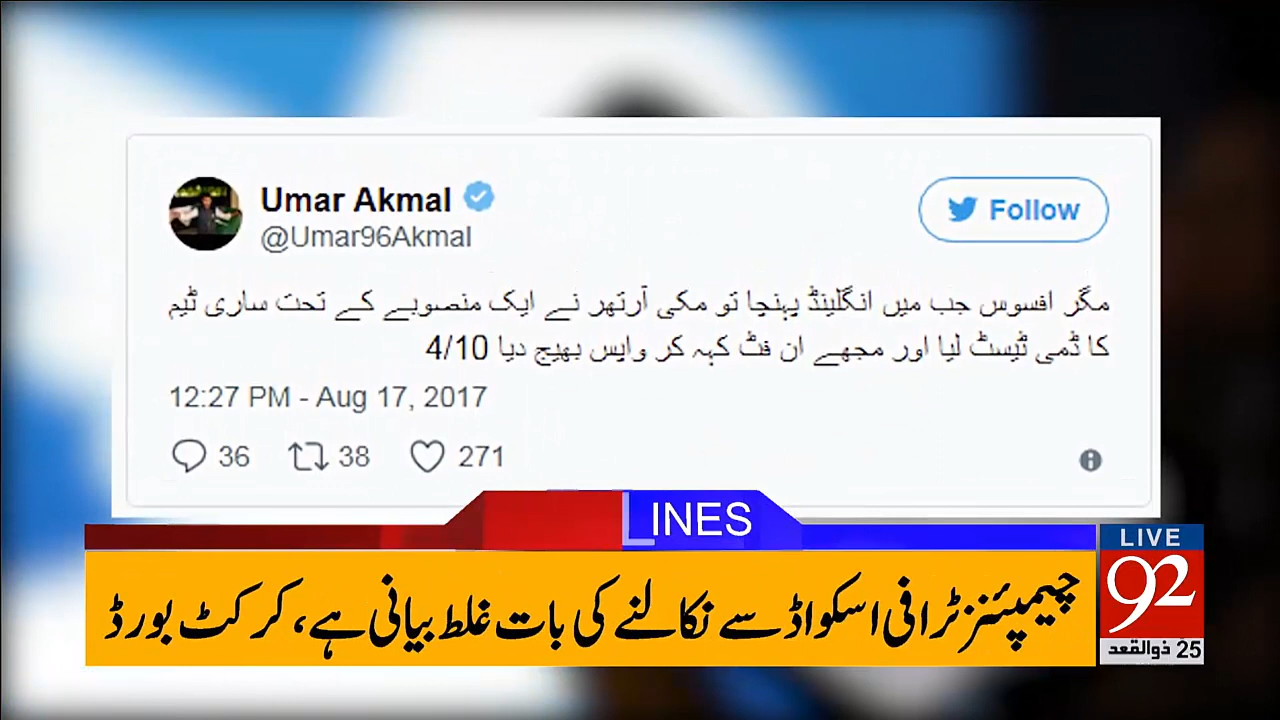 Umar Akmal
@Umar96Akmal
Follow
مگر افسوس جب میں انگلینڈ پہنچا تو مکی آرتھر نے ایک منصوبے کے تحت ساری ٹیم
کا ڈمی ٹیسٹ لیا اور مجھے ان فٹ کہہ کر واپس بھیج دیا 4/10
12:27 PM - Aug 17, 2017
36 38 271
LINES
LIVE
92
چیمپئنز ٹرافی اسکواڈ سے نکالنے کی بات غلط بیانی ہے، کرکٹ بورڈ
25 ذوالقعد